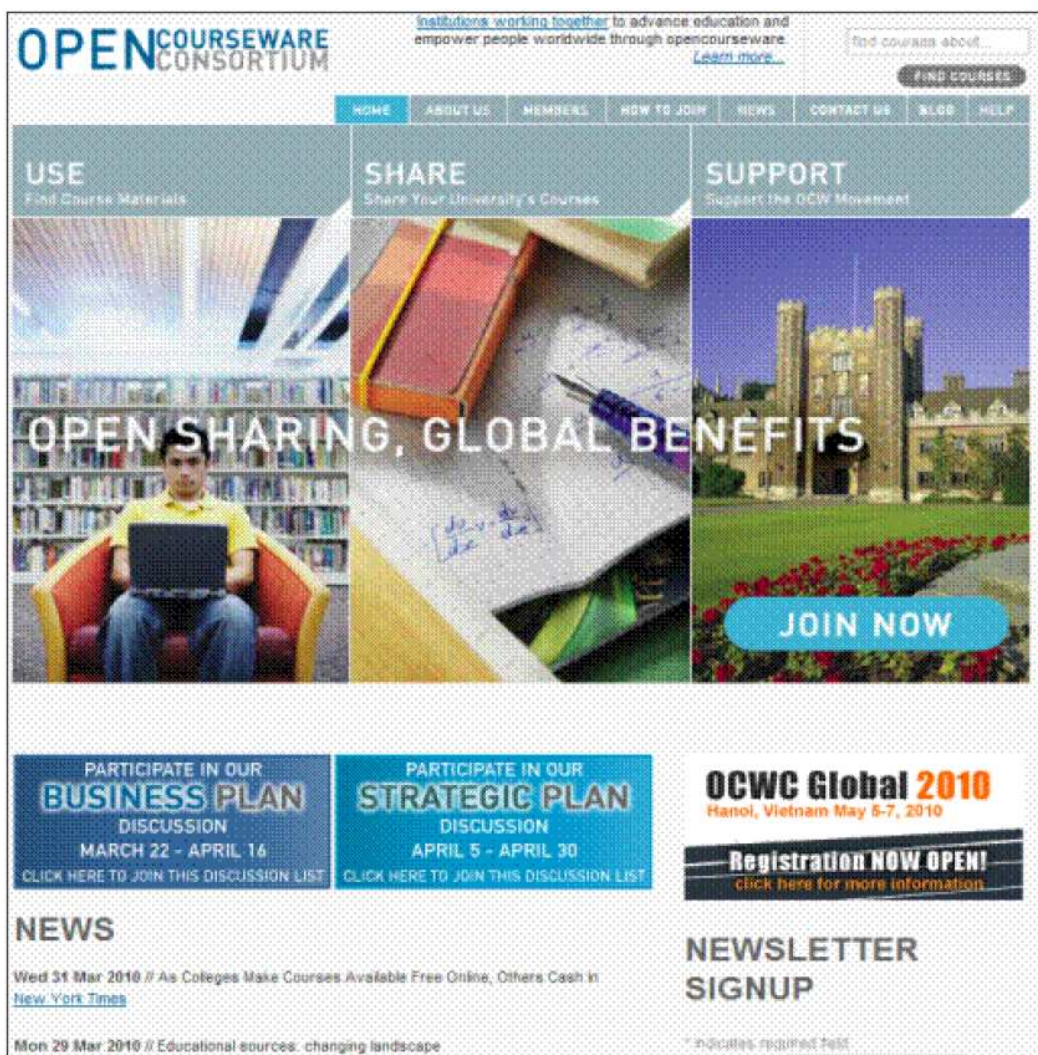 OPEN COURSEWARE
CONSORTIUM
Institutions working together to advance education and
empower people worldwide through opencourseware
Learn more...
find courses about...
FIND COURSES
HOME ABOUT US MEMBERS HOW TO JOIN NEWS CONTACT US BLOG HELP
USE
Find Course Materials
SHARE
Share Your University's Courses
SUPPORT
Support the OCW Movement
OPEN SHARING, GLOBAL BENEFITS
JOIN NOW
PARTICIPATE IN OUR
BUSINESS PLAN
DISCUSSION
MARCH 22 - APRIL 16
CLICK HERE TO JOIN THIS DISCUSSION LIST
PARTICIPATE IN OUR
STRATEGIC PLAN
DISCUSSION
APRIL 5 - APRIL 30
CLICK HERE TO JOIN THIS DISCUSSION LIST
OCWC Global 2010
Hanoi, Vietnam May 5-7, 2010
Registration NOW OPEN!
click here for more information
NEWS
Wed 31 Mar 2010 // As Colleges Make Courses Available Free Online, Others Cash In
New York Times
Mon 29 Mar 2010 // Educational sources: changing landscape
NEWSLETTER
SIGNUP
* indicates required field